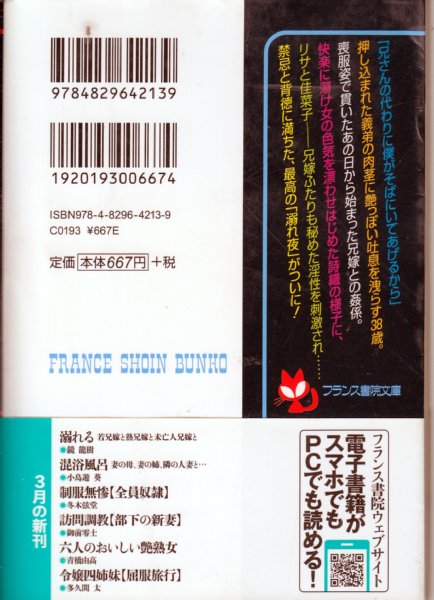 「兄さんの代わりに僕がそばにいてあげるから」
押し込まれた義弟の肉茎に艶っぽい吐息を洩らす38歳。
喪服姿で貫いたあの日から始まった兄嫁との姦係。
快楽に溺け女の色気を漂わせはじめた詩織の様子に、
リサと佳菜子――兄嫁ふたりも秘めた淫性を刺激され……
禁忌と背徳に満ちた、最高の「溺れ夜」がついに!
フランス書院文庫
9784829642139
1920193006674
ISBN978-4-8296-4213-9
C0193 ¥667E
定価 本体667円 +税
FRANCE SHOIN BUNKO
3月の新刊
溺れる 若兄嫁と熟兄嫁と未亡人兄嫁と
●鏡 龍樹
混浴風呂 妻の母、妻の姉、隣の人妻と…
●小鳥遊 葵
制服無惨【全員奴隷】
●冬木弦堂
訪問調教【部下の新妻】
●御前零士
六人のおいしい艶熟女
●青橋由高
令嬢四姉妹【屈服旅行】
●多久間 太
フランス書院ウェブサイト
電子書籍が
スマホでも
PCでも読める!